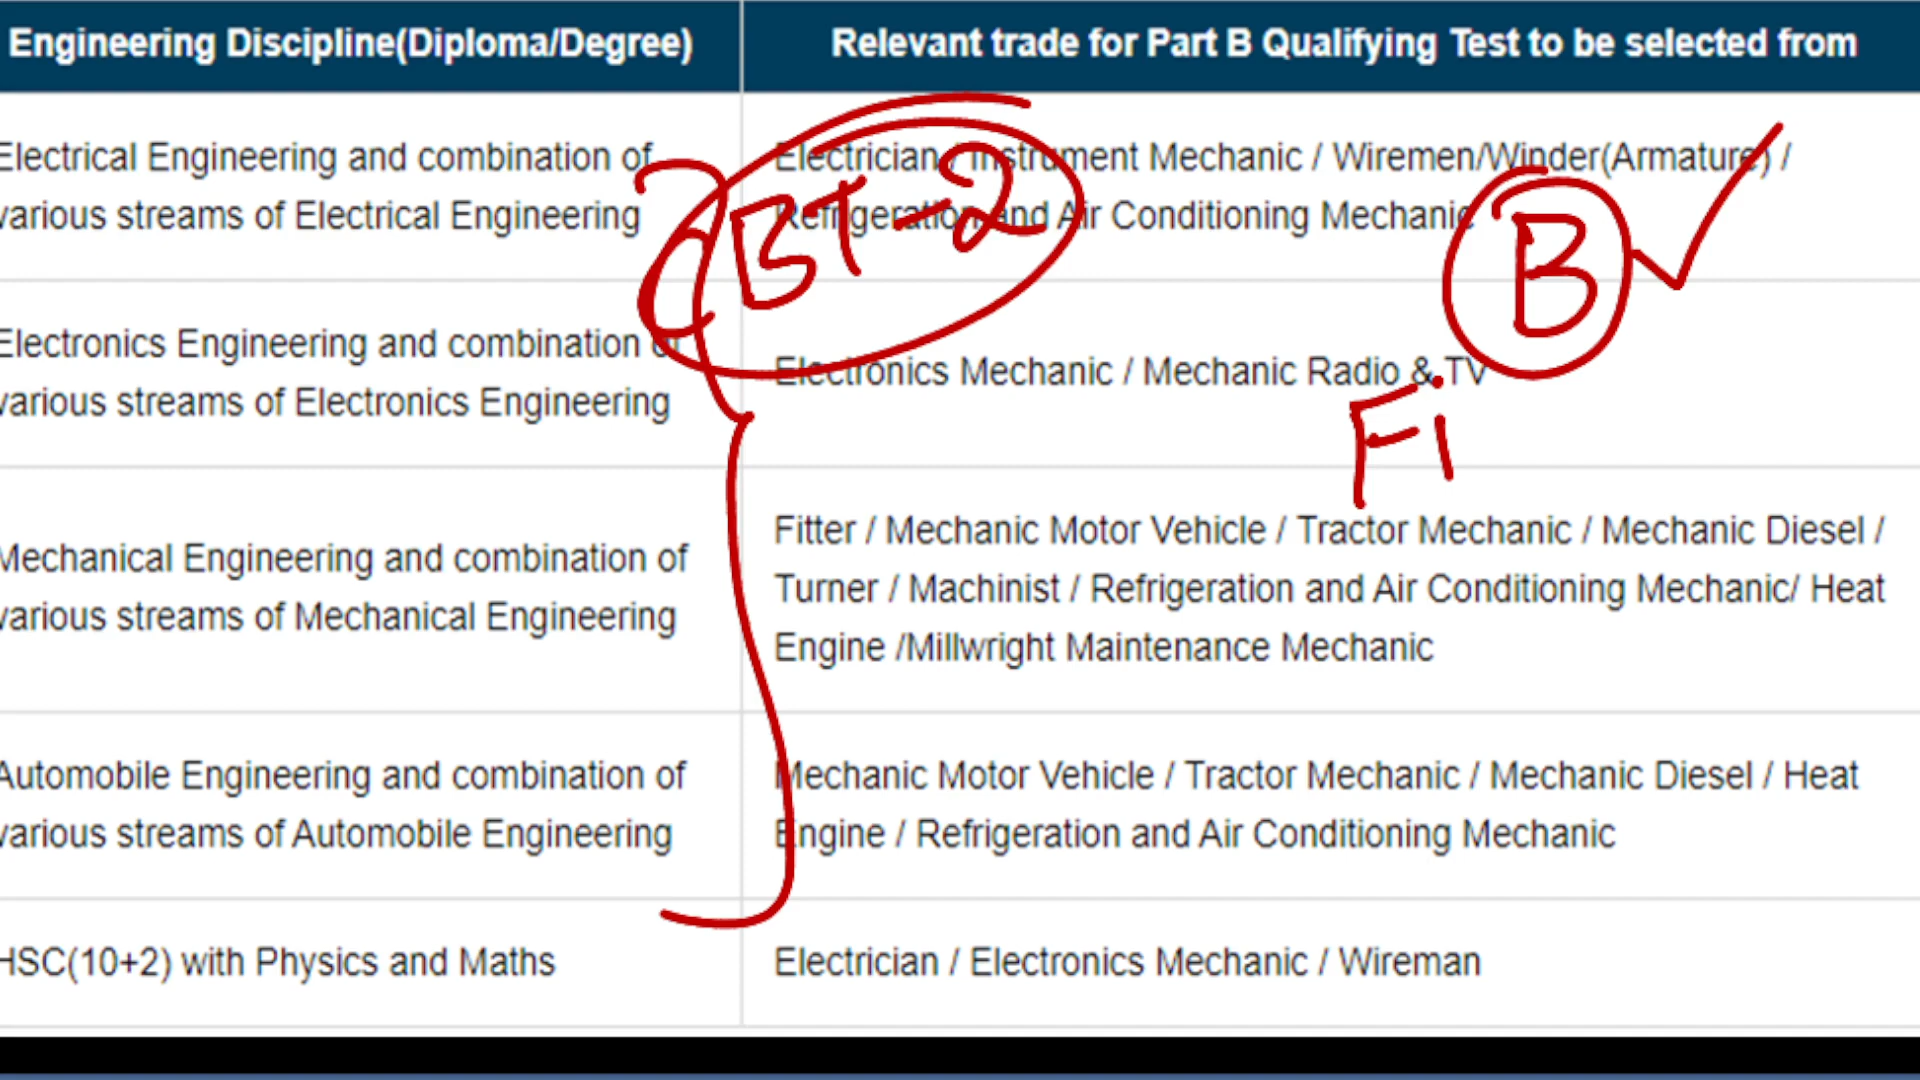 Engineering Discipline(Diploma/Degree)
Relevant trade for Part B Qualifying Test to be selected from
Electrical Engineering and combination of
various streams of Electrical Engineering
Electrician / Instrument Mechanic / Wiremen/Winder(Armature) /
Refrigeration and Air Conditioning Mechanic
BT-2
B
Electronics Engineering and combination of
various streams of Electronics Engineering
Electronics Mechanic / Mechanic Radio & TV
Fi
Mechanical Engineering and combination of
various streams of Mechanical Engineering
Fitter / Mechanic Motor Vehicle / Tractor Mechanic / Mechanic Diesel /
Turner / Machinist / Refrigeration and Air Conditioning Mechanic/ Heat
Engine /Millwright Maintenance Mechanic
Automobile Engineering and combination of
various streams of Automobile Engineering
Mechanic Motor Vehicle / Tractor Mechanic / Mechanic Diesel / Heat
Engine / Refrigeration and Air Conditioning Mechanic
HSC(10+2) with Physics and Maths
Electrician / Electronics Mechanic / Wireman